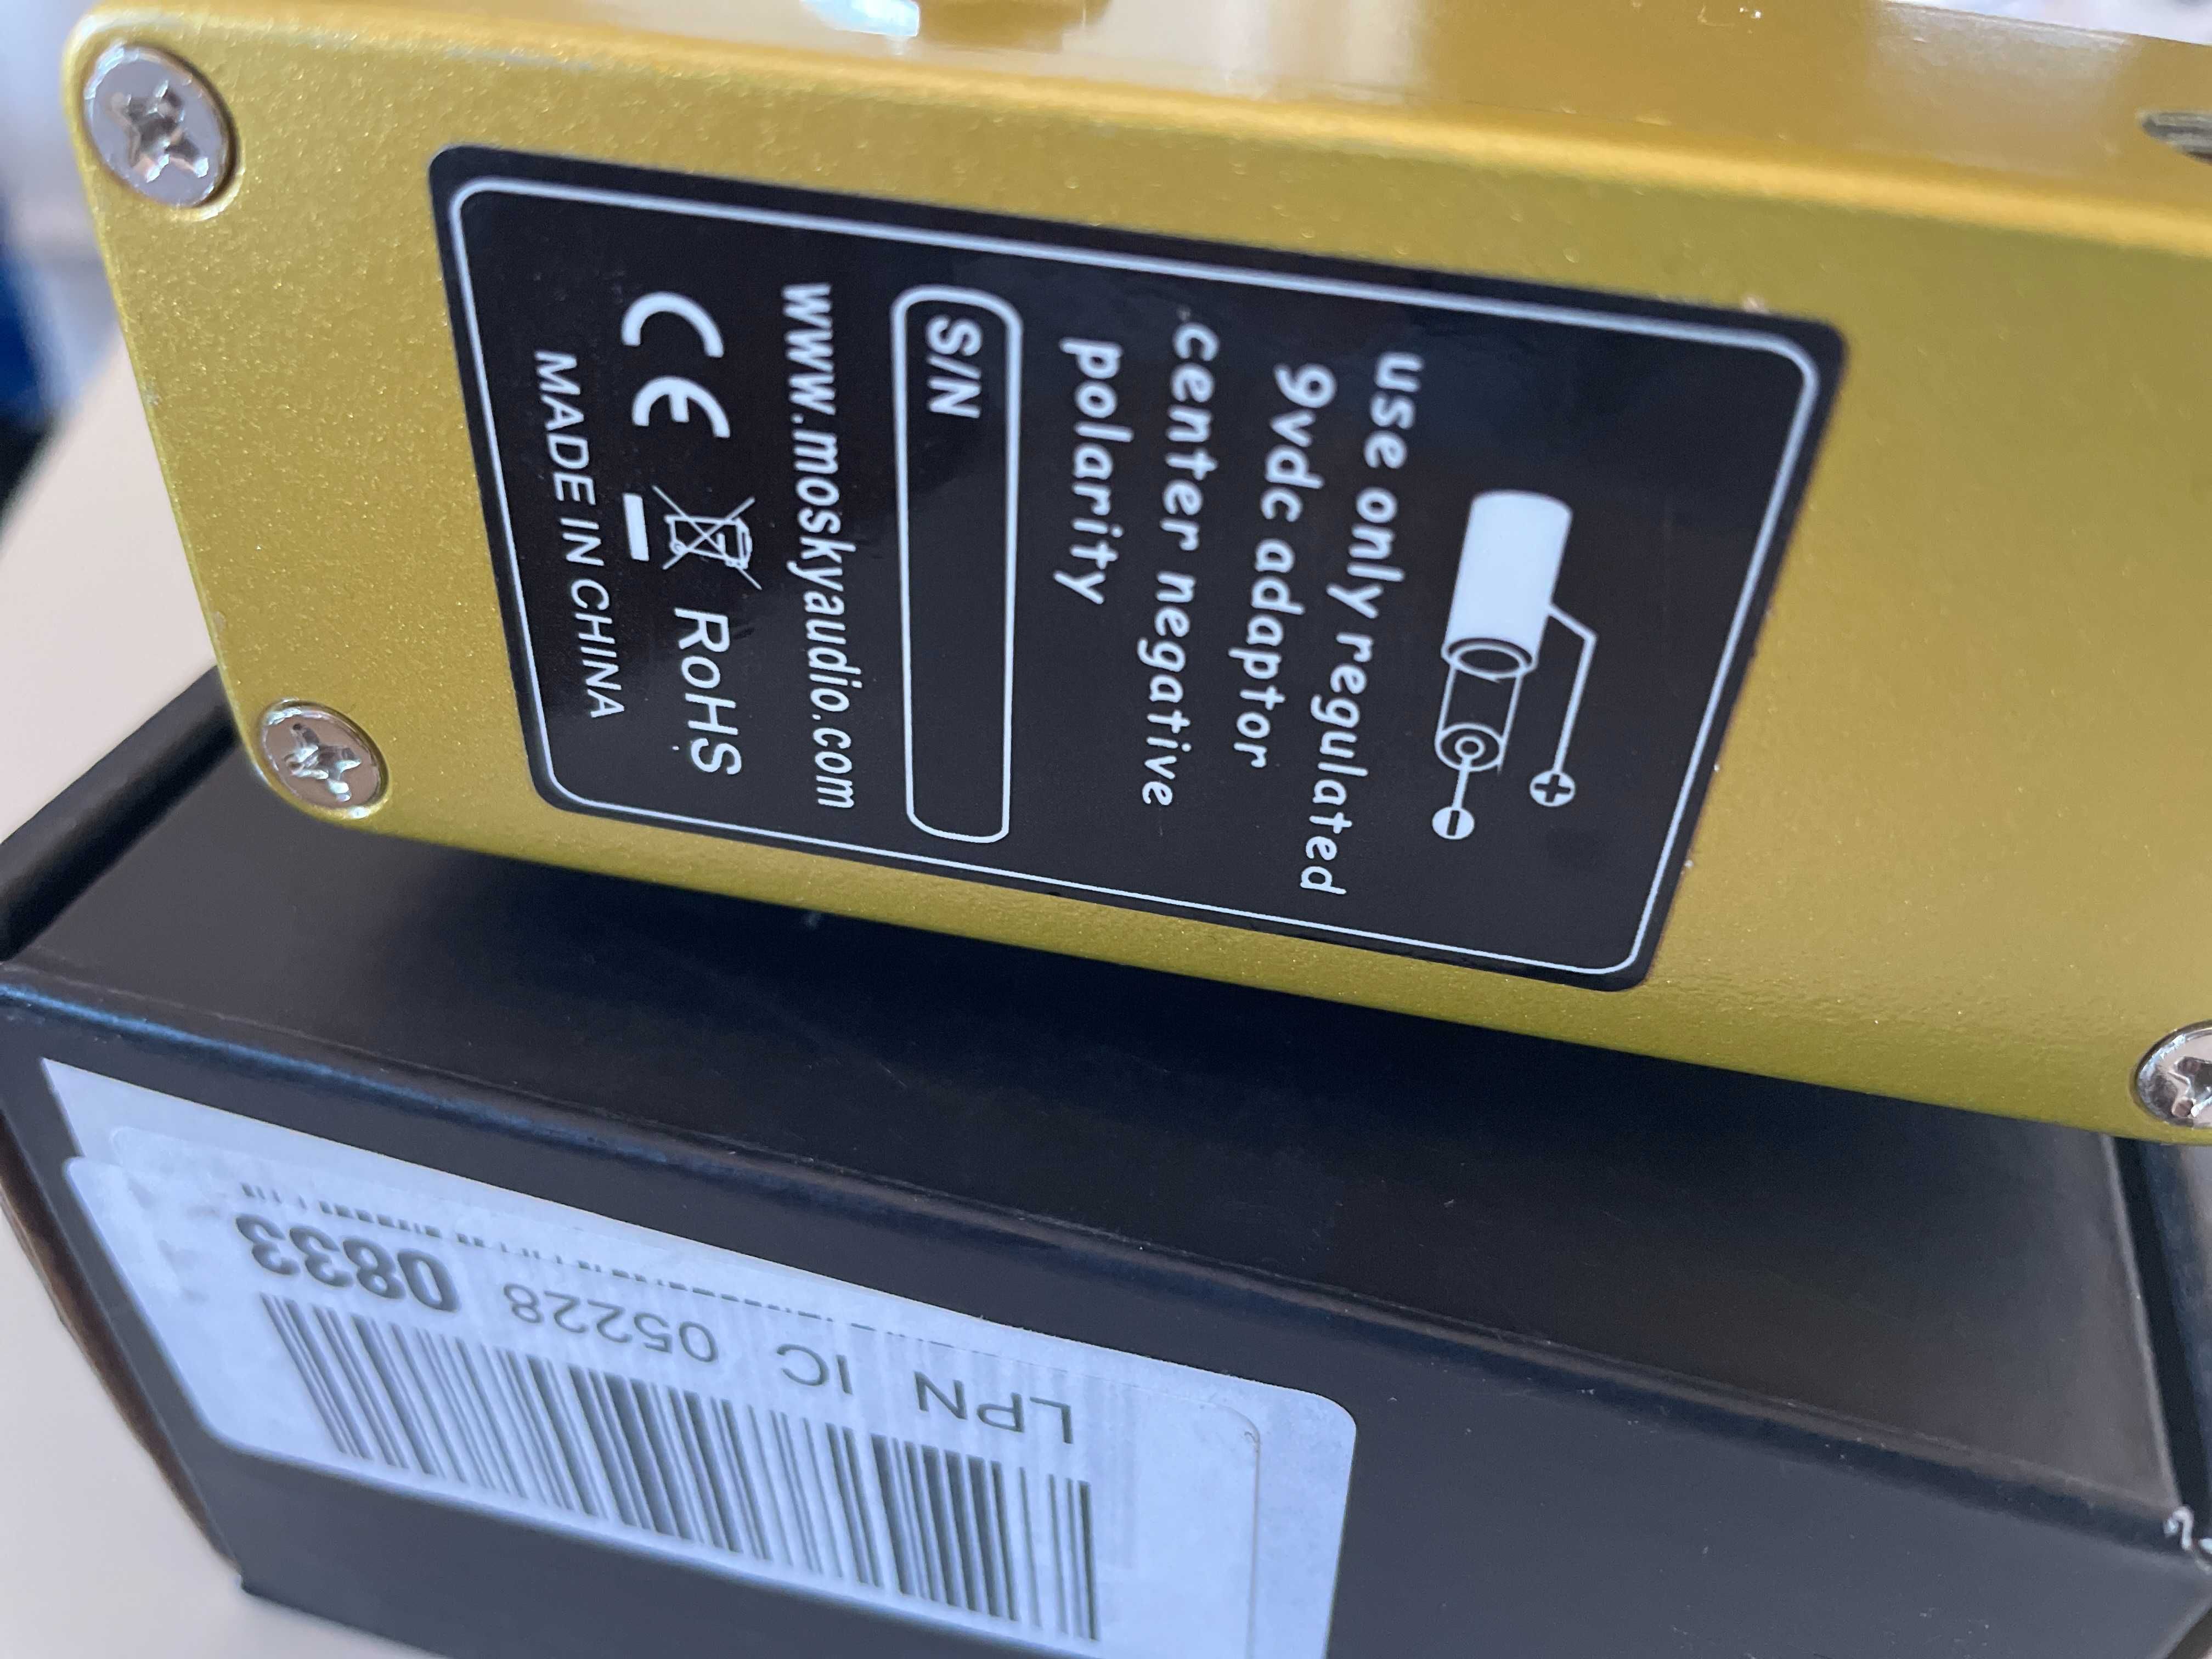 use only regulated
9vdc adaptor
center negative
polarity
S/N
www.moskyaudio.com
CE RoHS
MADE IN CHINA
LPN IC 05228 0833